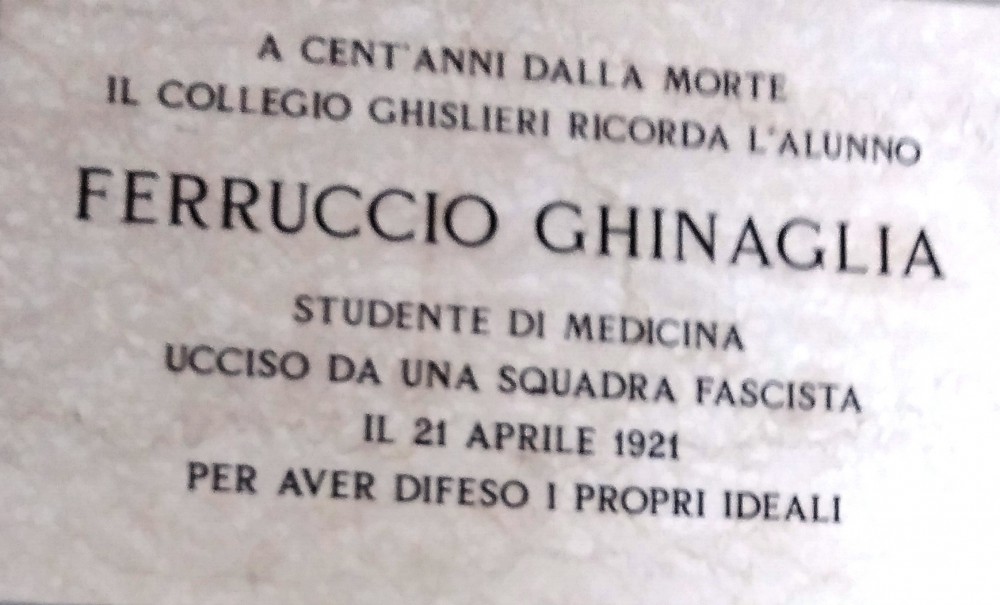 A CENT'ANNI DALLA MORTE
IL COLLEGIO GHISLIERI RICORDA L'ALUNNO
FERRUCCIO GHINAGLIA
STUDENTE DI MEDICINA
UCCISO DA UNA SQUADRA FASCISTA
IL 21 APRILE 1921
PER AVER DIFESO I PROPRI IDEALI